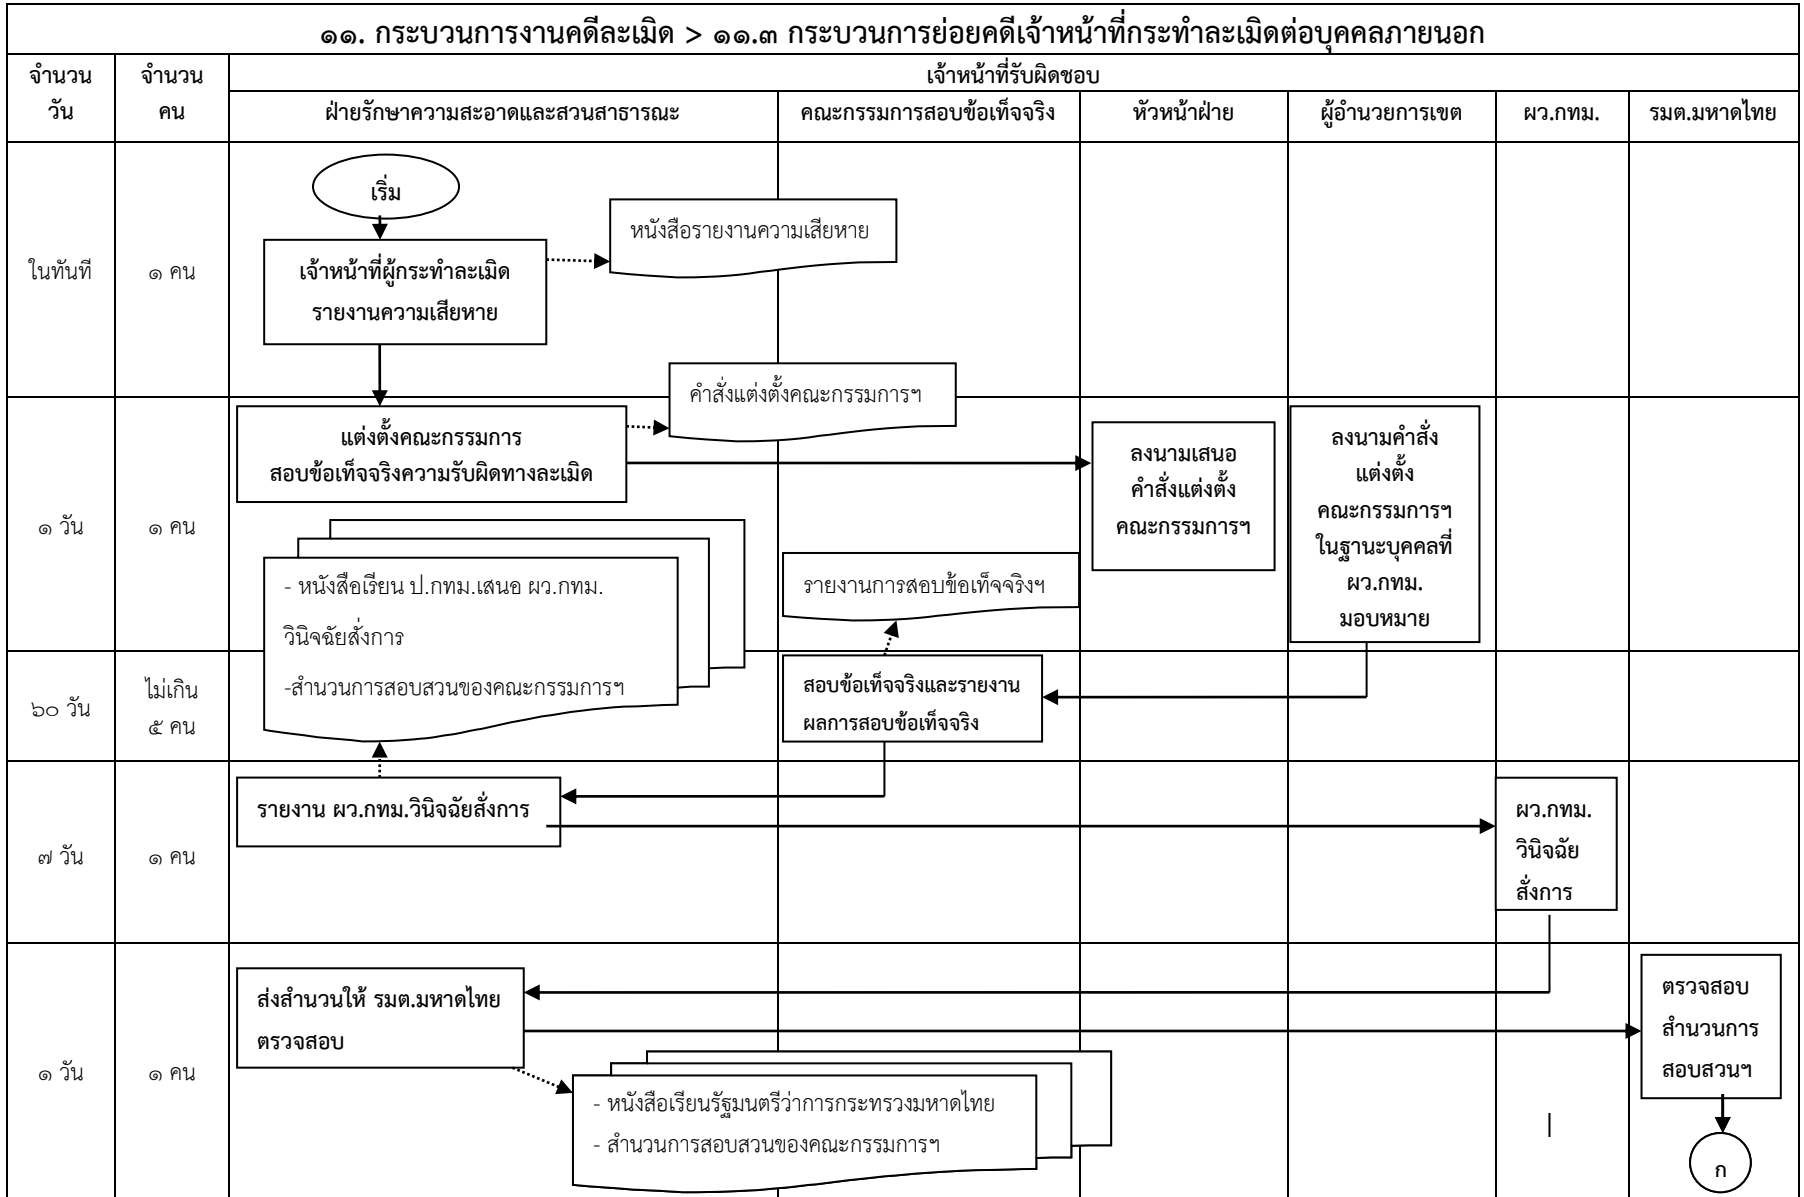 ๑๑. กระบวนการงานคดีละเมิด > ๑๑.๓ กระบวนการย่อยคดีเจ้าหน้าที่กระทำละเมิดต่อบุคคลภายนอก
จำนวน
วัน
จำนวน
คน
เจ้าหน้าที่รับผิดชอบ
ฝ่ายรักษาความสะอาดและสวนสาธารณะ
คณะกรรมการสอบข้อเท็จจริง
หัวหน้าฝ่าย
ผู้อำนวยการเขต
ผว.กทม.
รมต.มหาดไทย
ในทันที
๑ คน
เริ่ม
เจ้าหน้าที่ผู้กระทำละเมิด
รายงานความเสียหาย
หนังสือรายงานความเสียหาย
๑ วัน
๑ คน
แต่งตั้งคณะกรรมการ
สอบข้อเท็จจริงความรับผิดทางละเมิด
คำสั่งแต่งตั้งคณะกรรมการฯ
ลงนามเสนอ
คำสั่งแต่งตั้ง
คณะกรรมการฯ
ลงนามคำสั่ง
แต่งตั้ง
คณะกรรมการฯ
ในฐานะบุคคลที่
ผว.กทม.
มอบหมาย
- หนังสือเรียน ป.กทม.เสนอ ผว.กทม.
วินิจฉัยสั่งการ
-สำนวนการสอบสวนของคณะกรรมการฯ
รายงานการสอบข้อเท็จจริงฯ
๖๐ วัน
ไม่เกิน
๕ คน
สอบข้อเท็จจริงและรายงาน
ผลการสอบข้อเท็จจริง
๗ วัน
๑ คน
รายงาน ผว.กทม.วินิจฉัยสั่งการ
ผว.กทม.
วินิจฉัย
สั่งการ
๑ วัน
๑ คน
ส่งสำนวนให้ รมต.มหาดไทย
ตรวจสอบ
- หนังสือเรียนรัฐมนตรีว่าการกระทรวงมหาดไทย
- สำนวนการสอบสวนของคณะกรรมการฯ
ตรวจสอบ
สำนวนการ
สอบสวนฯ
ก